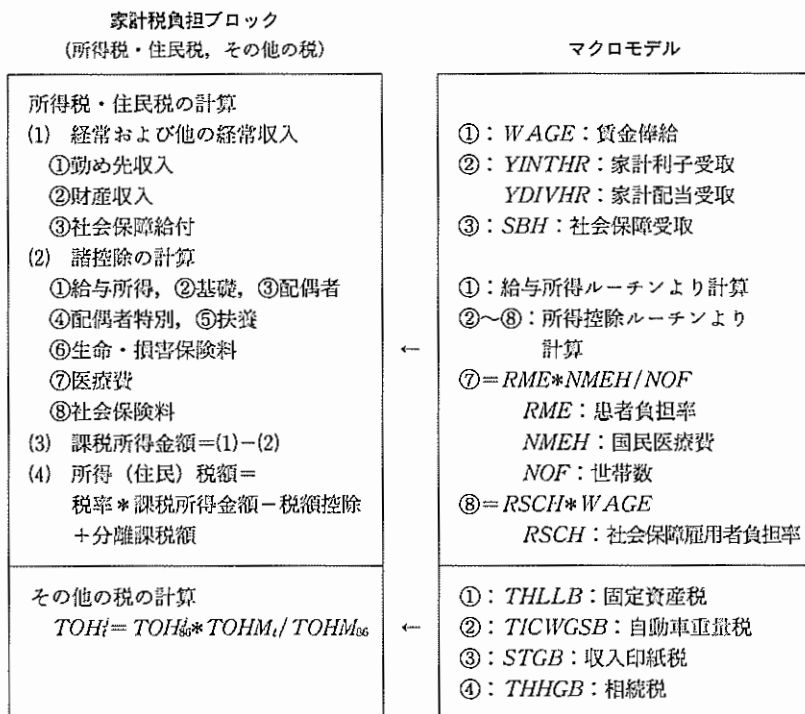 家計税負担ブロック
(所得税・住民税, その他の税)
所得税・住民税の計算
(1) 経常および他の経常収入
①勤め先収入
②財産収入
③社会保障給付
(2) 諸控除の計算
①給与所得, ②基礎, ③配偶者
④配偶者特別, ⑤扶養
⑥生命・損害保険料
⑦医療費
⑧社会保険料
(3) 課税所得金額=(1)-(2)
(4) 所得 (住民) 税額=
税率*課税所得金額-税額控除
+分離課税額
その他の税の計算
TOH_t^j = TOH_86^j * TOHM_t / TOHM_86
←
←
マクロモデル
①: WAGE: 賃金俸給
②: YINTHR: 家計利子受取
YDIVHR: 家計配当受取
③: SBH: 社会保障受取
①: 給与所得ルーチンより計算
②~⑧: 所得控除ルーチンより
計算
⑦=RME*NMEH/NOF
RME: 患者負担率
NMEH: 国民医療費
NOF: 世帯数
⑧=RSCH*WAGE
RSCH: 社会保障雇用者負担率
①: THLLB: 固定資産税
②: TICWGSB: 自動車重量税
③: STGB: 収入印紙税
④: THHGB: 相続税